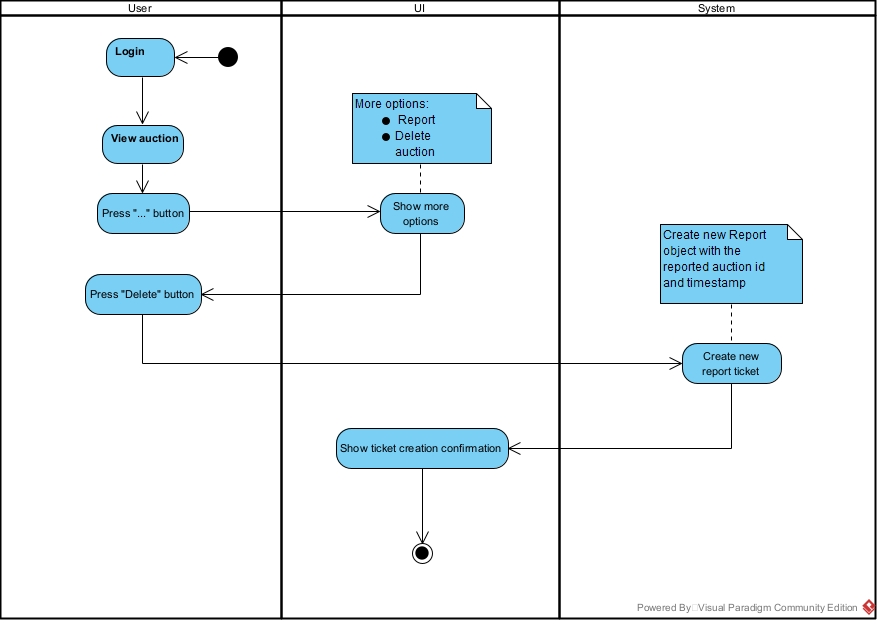 User
UI
System
Login
View auction
Press "..." button
More options:
● Report
● Delete
auction
Show more
options
Press "Delete" button
Create new Report
object with the
reported auction id
and timestamp
Create new
report ticket
Show ticket creation confirmation
Powered By Visual Paradigm Community Edition